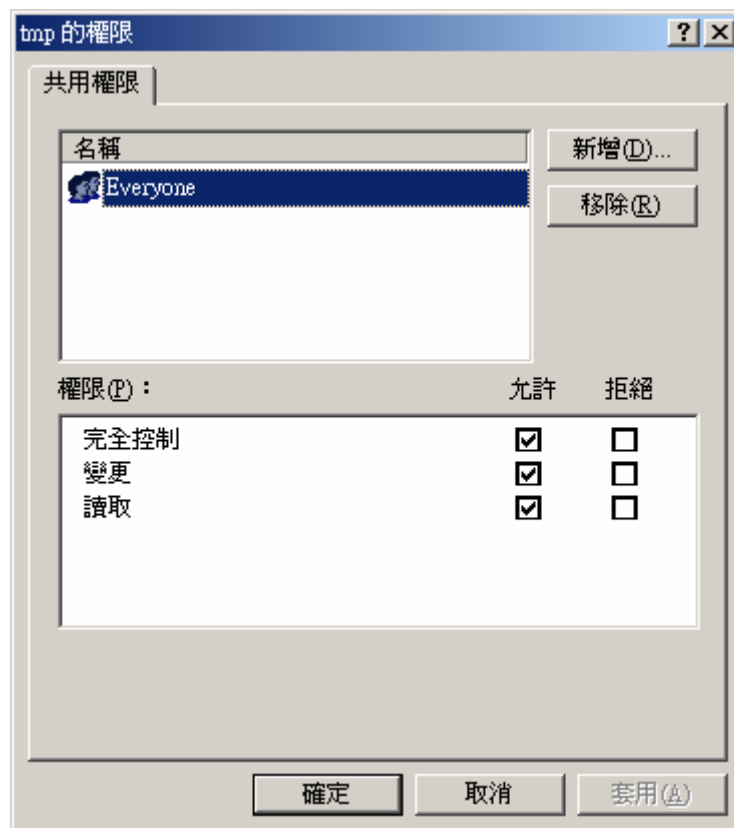 tmp 的權限
共用權限
名稱
新增(D)...
Everyone
移除(R)
權限(P)： 允許 拒絕
完全控制
變更
讀取
確定 取消 套用(A)